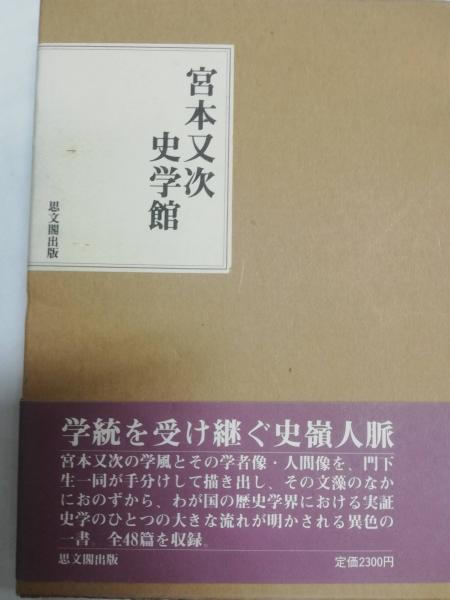 宮本又次
史学館
思文閣出版
学統を受け継ぐ史嶺人脈
宮本又次の学風とその学者像・人間像を、門下
生一同が手分けして描き出し、その文藻のなか
におのずから、わが国の歴史学界における実証
史学のひとつの大きな流れが明かされる異色の
一書。全48篇を収録。
思文閣出版
定価2300円